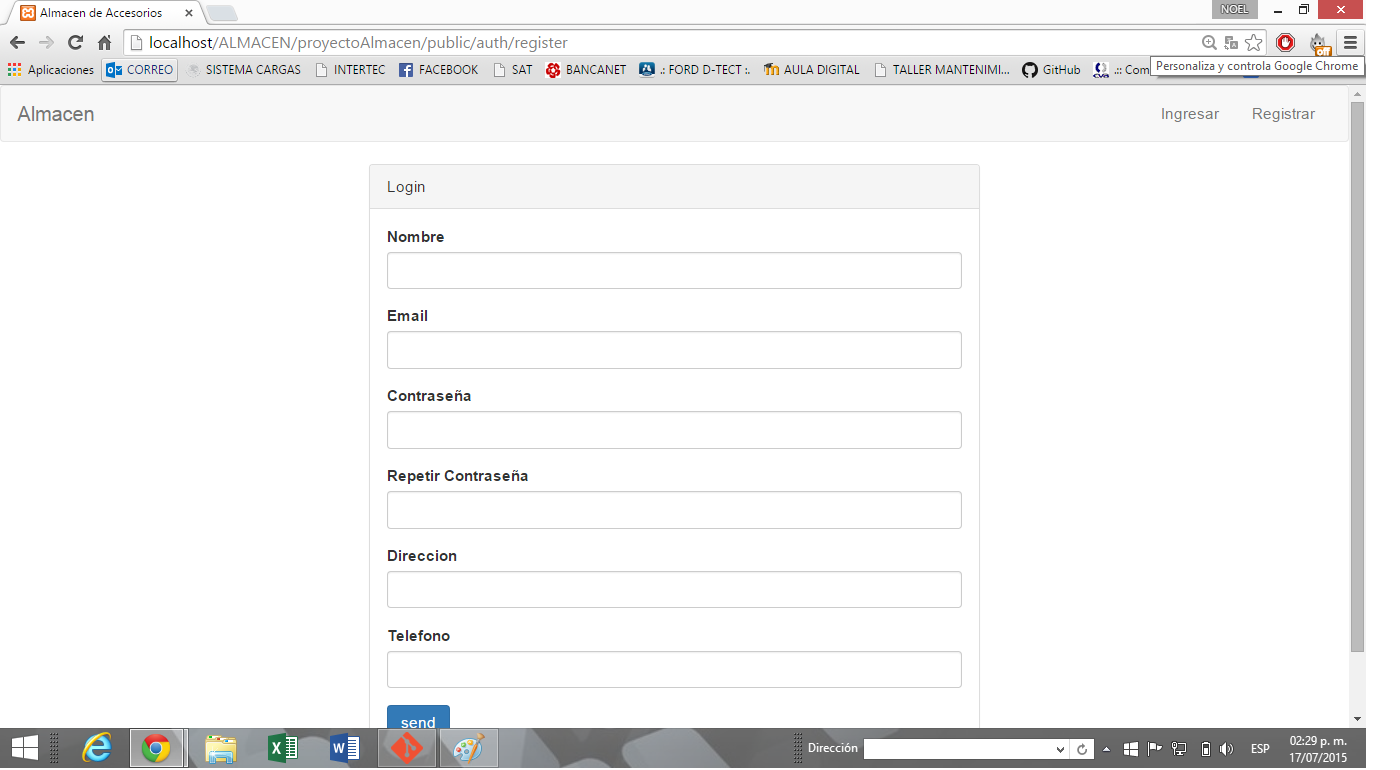 Almacen de Accesorios
NOEL
localhost/ALMACEN/proyectoAlmacen/public/auth/register
off
Aplicaciones CORREO SISTEMA CARGAS INTERTEC FACEBOOK SAT BANCANET .: FORD D-TECT :. AULA DIGITAL TALLER MANTENIMI... GitHub .:: Com
Personaliza y controla Google Chrome
Almacen Ingresar Registrar
Login
Nombre
Email
Contraseña
Repetir Contraseña
Direccion
Telefono
send
Dirección ESP 02:29 p. m.
17/07/2015